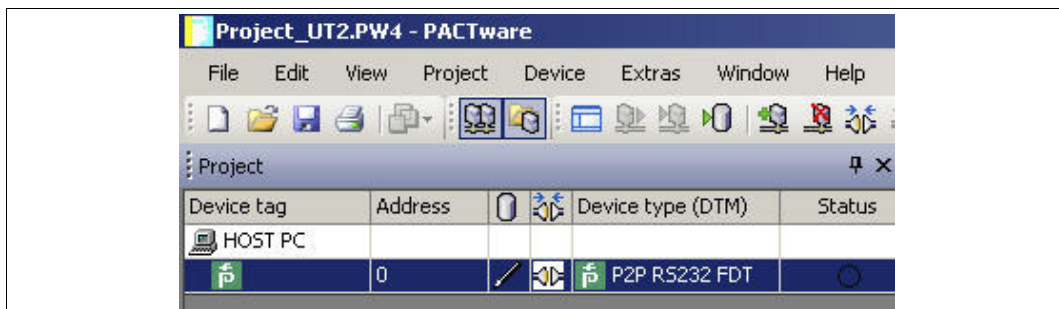 Project_UT2.PW4 - PACTware
File Edit View Project Device Extras Window Help
Project
Device tag Address Device type (DTM) Status
HOST PC
0 P2P RS232 FDT